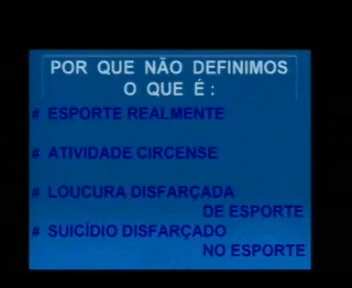 POR QUE NÃO DEFINIMOS
O QUE É :
# ESPORTE REALMENTE
# ATIVIDADE CIRCENSE
# LOUCURA DISFARÇADA
DE ESPORTE
# SUICÍDIO DISFARÇADO
NO ESPORTE